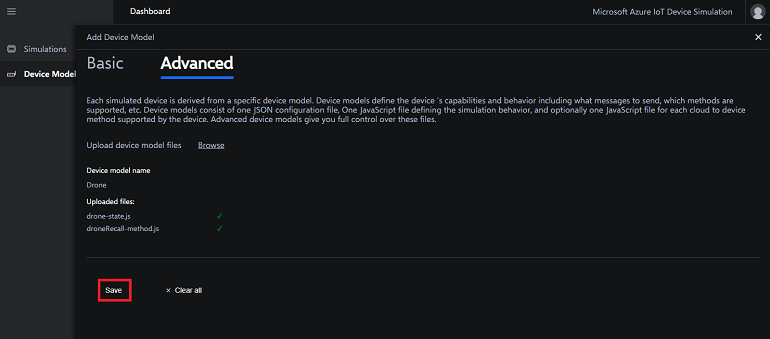 Dashboard
Microsoft Azure IoT Device Simulation
Simulations
Device Model
Add Device Model
Basic
Advanced
Each simulated device is derived from a specific device model. Device models define the device 's capabilities and behavior including what messages to send, which methods are
supported, etc. Device models consist of one JSON configuration file, One JavaScript file defining the simulation behavior, and optionally one JavaScript file for each cloud to device
method supported by the device. Advanced device models give you full control over these files.
Upload device model files Browse
Device model name
Drone
Uploaded files:
drone-state.js ✓
droneRecall-method.js ✓
Save
× Clear all